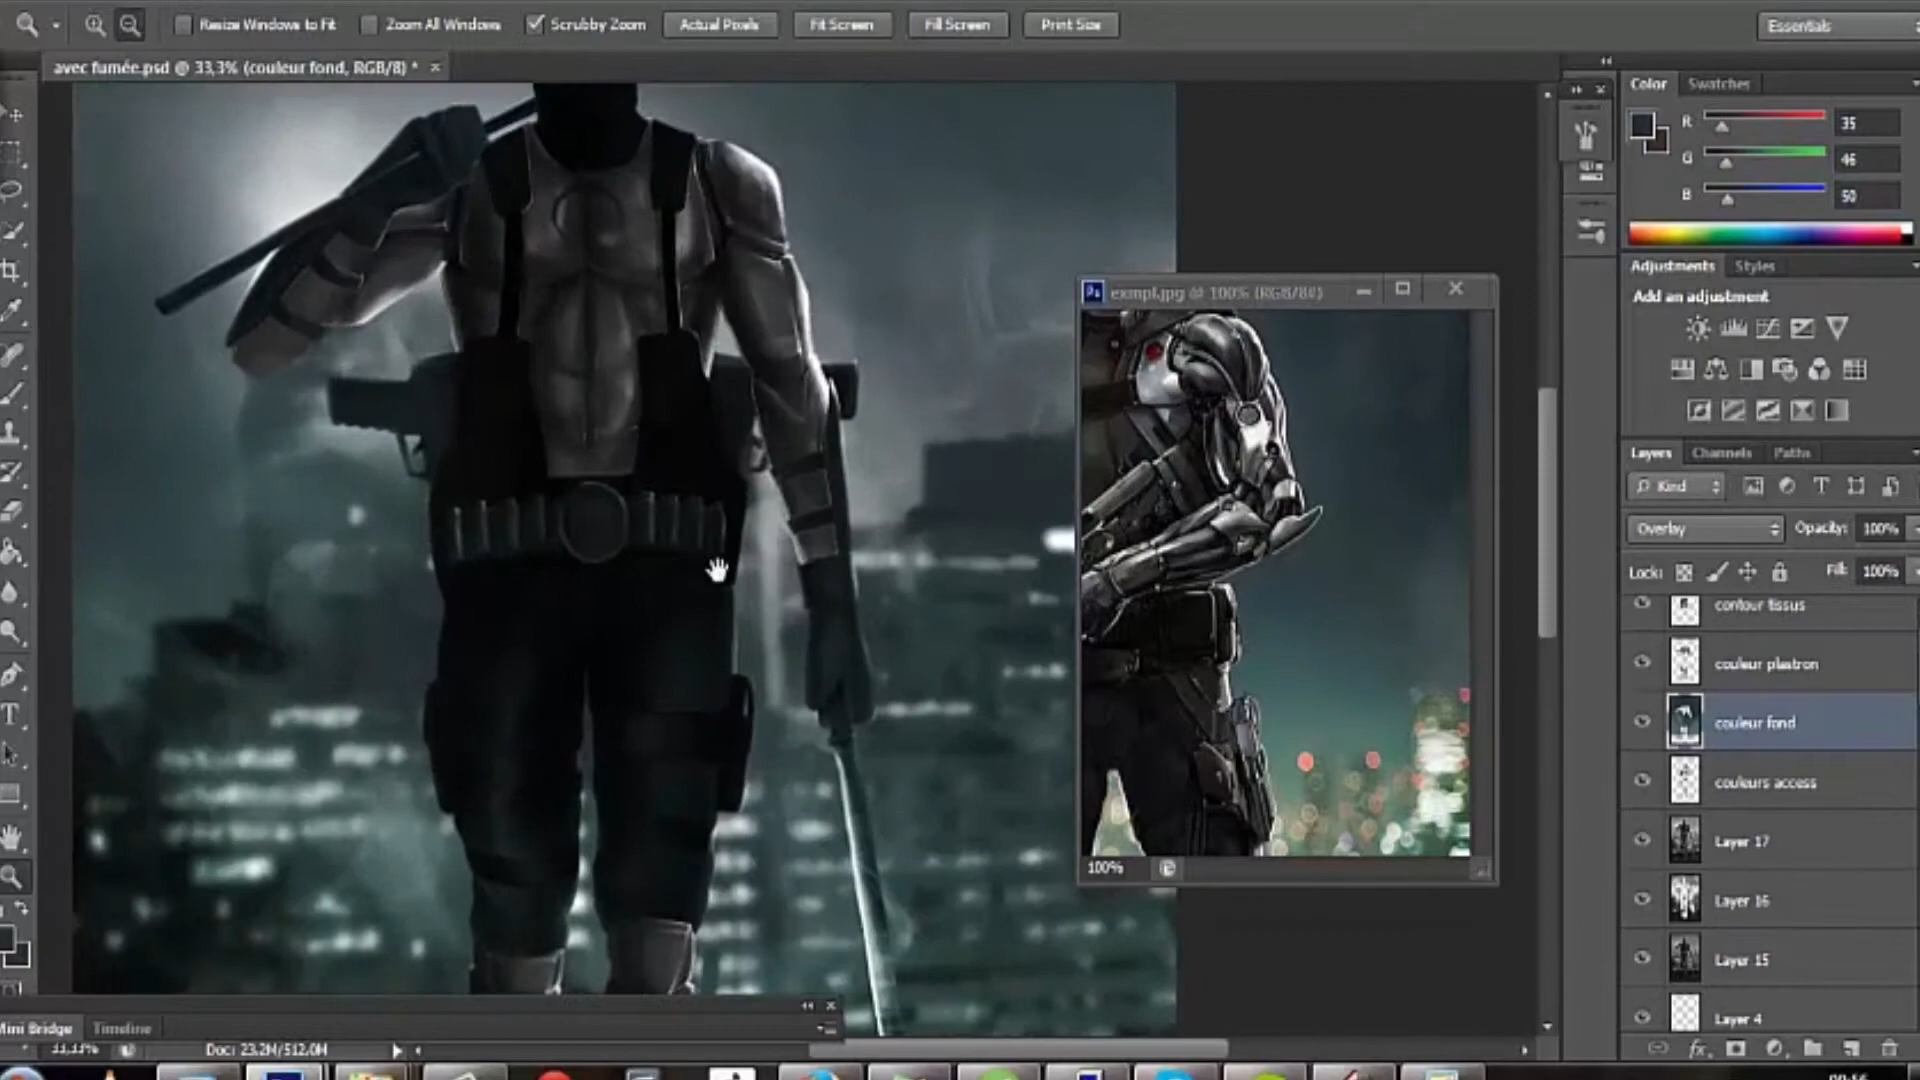 Resize Windows to Fit
Zoom All Windows
Scrubby Zoom
Actual Pixels
Fit Screen
Fill Screen
Print Size
Essentials
avec fumée.psd @ 33,3% (couleur fond, RGB/8) *
Color
Swatches
R
35
G
46
B
50
Adjustments
Styles
Add an adjustment
exmpl.jpg @ 100% (RGB/8#)
100%
Layers
Channels
Paths
Kind
Overlay
Opacity:
100%
Lock:
Fill:
100%
contour tissus
couleur plastron
couleur fond
couleurs access
Layer 17
Layer 16
Layer 15
Layer 4
Mini Bridge
Timeline
33,33%
Doc: 23,2M/512,0M